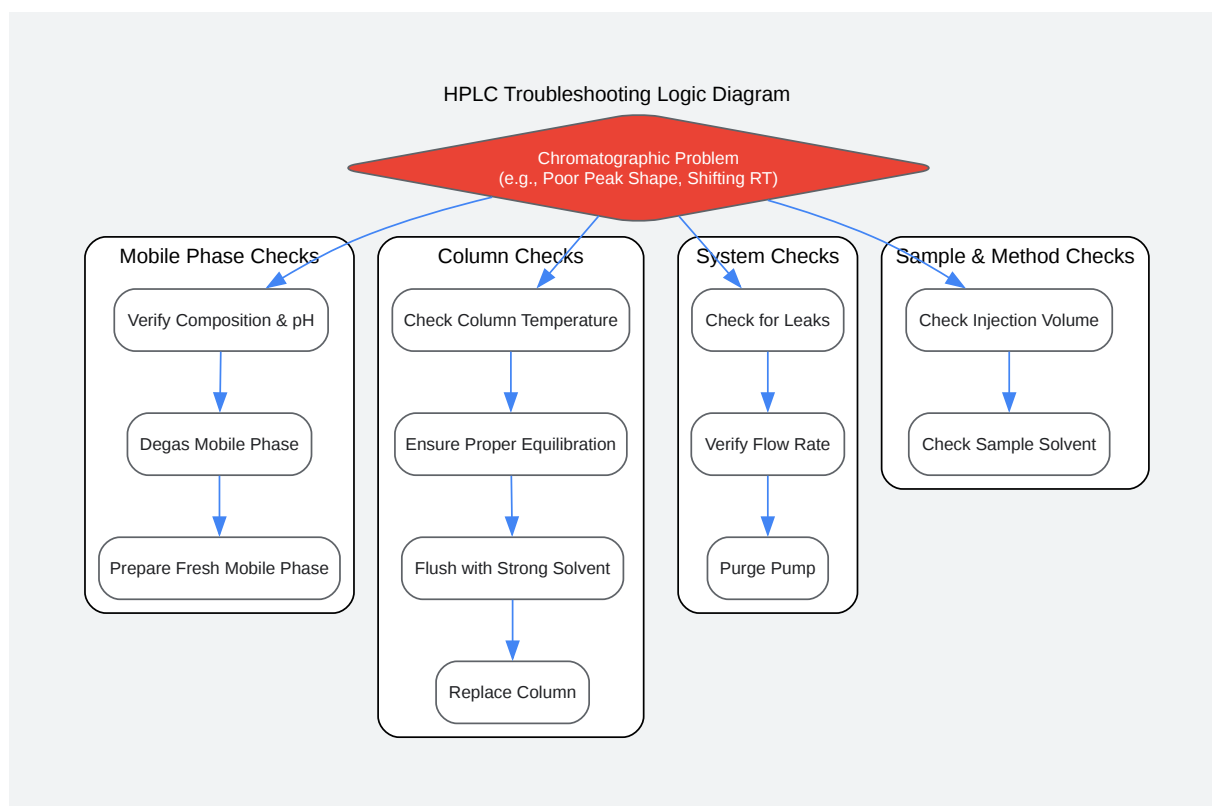 HPLC Troubleshooting Logic Diagram
Chromatographic Problem
(e.g., Poor Peak Shape, Shifting RT)
Mobile Phase Checks
Verify Composition & pH
Degas Mobile Phase
Prepare Fresh Mobile Phase
Column Checks
Check Column Temperature
Ensure Proper Equilibration
Flush with Strong Solvent
Replace Column
System Checks
Check for Leaks
Verify Flow Rate
Purge Pump
Sample & Method Checks
Check Injection Volume
Check Sample Solvent